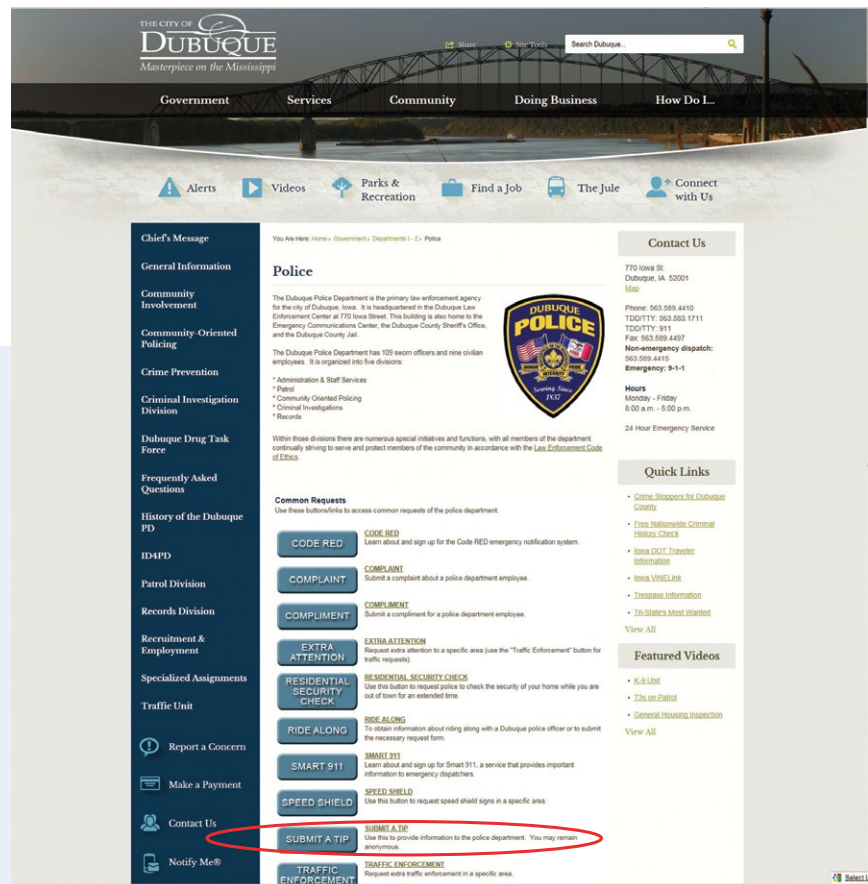 THE CITY OF
DUBUQUE
Masterpiece on the Mississippi
Share
Site Tools
Search Dubuque...
Government
Services
Community
Doing Business
How Do I...
Alerts
Videos
Parks &
Recreation
Find a Job
The Jule
Connect
with Us
Chief's Message
General Information
Community
Involvement
Community-Oriented
Policing
Crime Prevention
Criminal Investigation
Division
Dubuque Drug Task
Force
Frequently Asked
Questions
History of the Dubuque
PD
ID4PD
Patrol Division
Records Division
Recruitment &
Employment
Specialized Assignments
Traffic Unit
Report a Concern
Make a Payment
Contact Us
Notify Me®
You Are Here: Home › Government › Departments I - Z › Police
Police
The Dubuque Police Department is the primary law enforcement agency
for the city of Dubuque, Iowa. It is headquartered in the Dubuque Law
Enforcement Center at 770 Iowa Street. This building is also home to the
Emergency Communications Center, the Dubuque County Sheriff's Office,
and the Dubuque County Jail.
The Dubuque Police Department has 109 sworn officers and nine civilian
employees. It is organized into five divisions:
* Administration & Staff Services
* Patrol
* Community Oriented Policing
* Criminal Investigations
* Records
DUBUQUE
POLICE
INTEGRITY
Serving Since
1837
Within those divisions there are numerous special initiatives and functions, with all members of the department
continually striving to serve and protect members of the community in accordance with the Law Enforcement Code
of Ethics.
Common Requests
Use these buttons/links to access common requests of the police department.
CODE RED
CODE RED
Learn about and sign up for the Code RED emergency notification system.
COMPLAINT
COMPLAINT
Submit a complaint about a police department employee.
COMPLIMENT
COMPLIMENT
Submit a compliment for a police department employee.
EXTRA
ATTENTION
EXTRA ATTENTION
Request extra attention to a specific area (use the "Traffic Enforcement" button for
traffic requests).
RESIDENTIAL
SECURITY
CHECK
RESIDENTIAL SECURITY CHECK
Use this button to request police to check the security of your home while you are
out of town for an extended time.
RIDE ALONG
RIDE ALONG
To obtain information about riding along with a Dubuque police officer or to submit
the necessary request form.
SMART 911
SMART 911
Learn about and sign up for Smart 911, a service that provides important
information to emergency dispatchers.
SPEED SHIELD
SPEED SHIELD
Use this button to request speed shield signs in a specific area.
SUBMIT A TIP
SUBMIT A TIP
Use this to provide information to the police department. You may remain
anonymous.
TRAFFIC
ENFORCEMENT
TRAFFIC ENFORCEMENT
Request extra traffic enforcement in a specific area.
Contact Us
770 Iowa St.
Dubuque, IA 52001
Map
Phone: 563.589.4410
TDD/TTY: 563.583.1711
TDD/TTY: 911
Fax: 563.589.4497
Non-emergency dispatch:
563.589.4415
Emergency: 9-1-1
Hours
Monday - Friday
8:00 a.m. - 5:00 p.m.
24 Hour Emergency Service
Quick Links
• Crime Stoppers for Dubuque
County
• Free Nationwide Criminal
History Check
• Iowa DOT Traveler
Information
• Iowa VINELink
• Trespass Information
• Tri-State's Most Wanted
View All
Featured Videos
• K-9 Unit
• T3s on Patrol
• General Housing Inspection
View All
Select